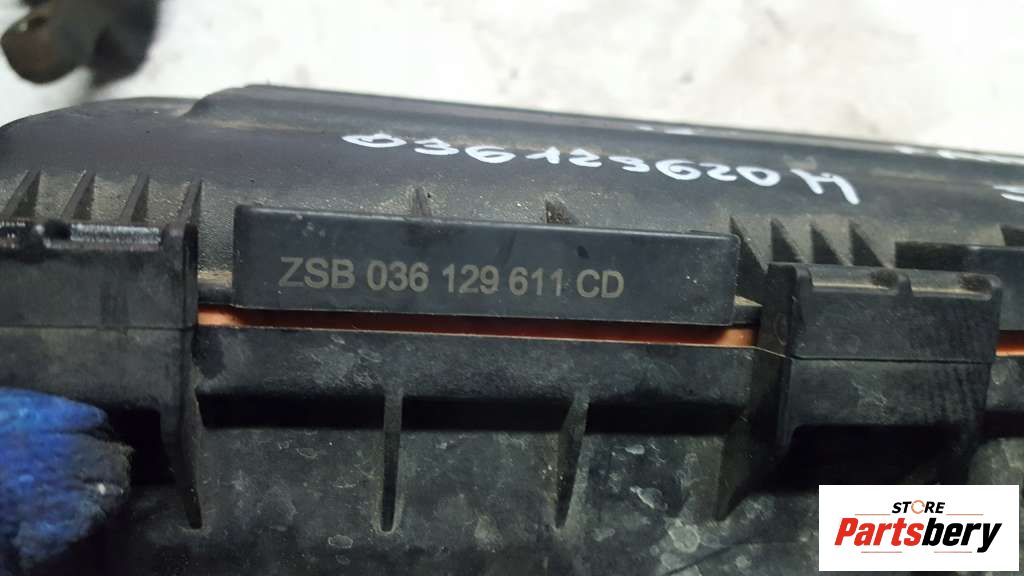 036129620H
ZSB 036 129 611 CD
STORE
Partsbery